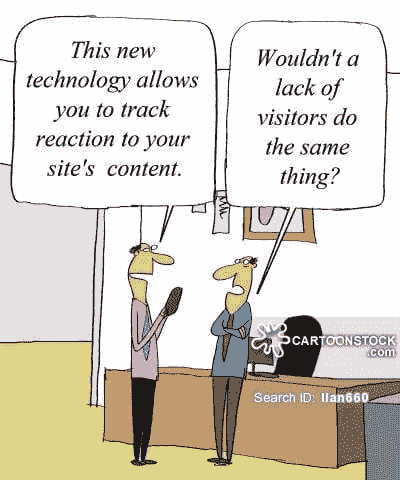 This new
technology allows
you to track
reaction to your
site's content.
Wouldn't a
lack of
visitors do
the same
thing?
CARTOONSTOCK
.com
Search ID: llan660